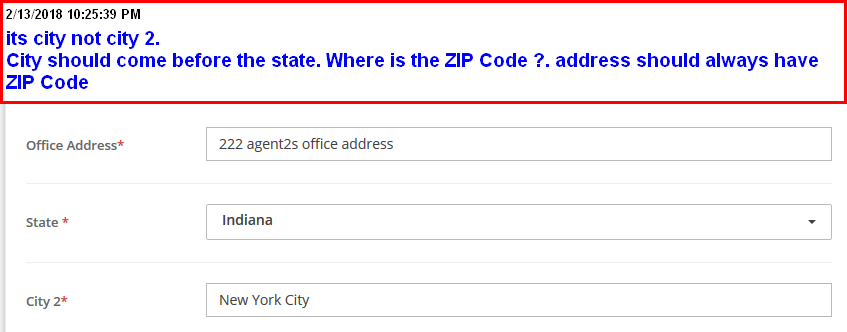 2/13/2018 10:25:39 PM
its city not city 2.
City should come before the state. Where is the ZIP Code ?. address should always have
ZIP Code
Office Address* 222 agent2s office address
State * Indiana
City 2* New York City